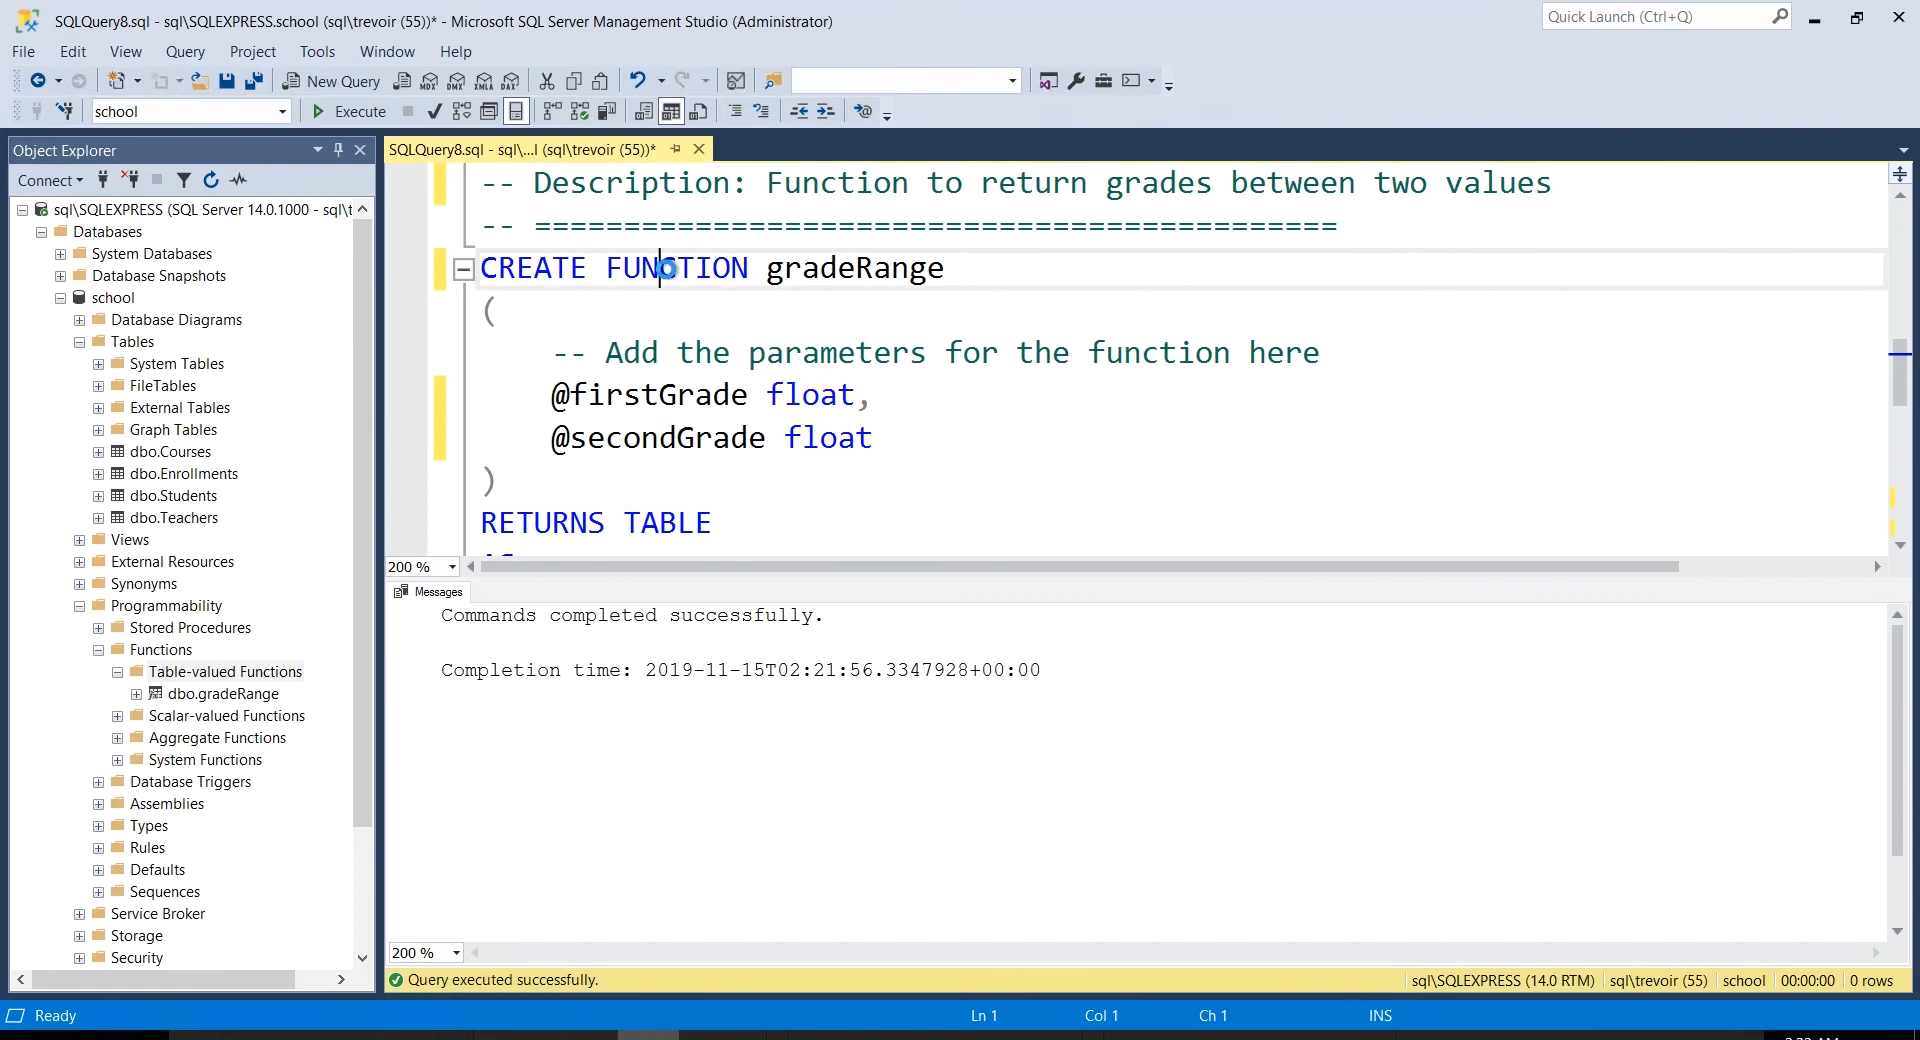 SQLQuery8.sql - sql\SQLEXPRESS.school (sql\trevoir (55))* - Microsoft SQL Server Management Studio (Administrator)
Quick Launch (Ctrl+Q)
File Edit View Query Project Tools Window Help
New Query MDX DMX XMLA DAX
school Execute
Object Explorer
SQLQuery8.sql - sql\...l (sql\trevoir (55))*
Connect
sql\SQLEXPRESS (SQL Server 14.0.1000 - sql\t
Databases
System Databases
Database Snapshots
school
Database Diagrams
Tables
System Tables
FileTables
External Tables
Graph Tables
dbo.Courses
dbo.Enrollments
dbo.Students
dbo.Teachers
Views
External Resources
Synonyms
Programmability
Stored Procedures
Functions
Table-valued Functions
dbo.gradeRange
Scalar-valued Functions
Aggregate Functions
System Functions
Database Triggers
Assemblies
Types
Rules
Defaults
Sequences
Service Broker
Storage
Security
-- Description: Function to return grades between two values
-- =============================================
CREATE FUNCTION gradeRange
(
-- Add the parameters for the function here
@firstGrade float,
@secondGrade float
)
RETURNS TABLE
200 %
Messages
Commands completed successfully.
Completion time: 2019-11-15T02:21:56.3347928+00:00
200 %
Query executed successfully.
sql\SQLEXPRESS (14.0 RTM) sql\trevoir (55) school 00:00:00 0 rows
Ready Ln 1 Col 1 Ch 1 INS